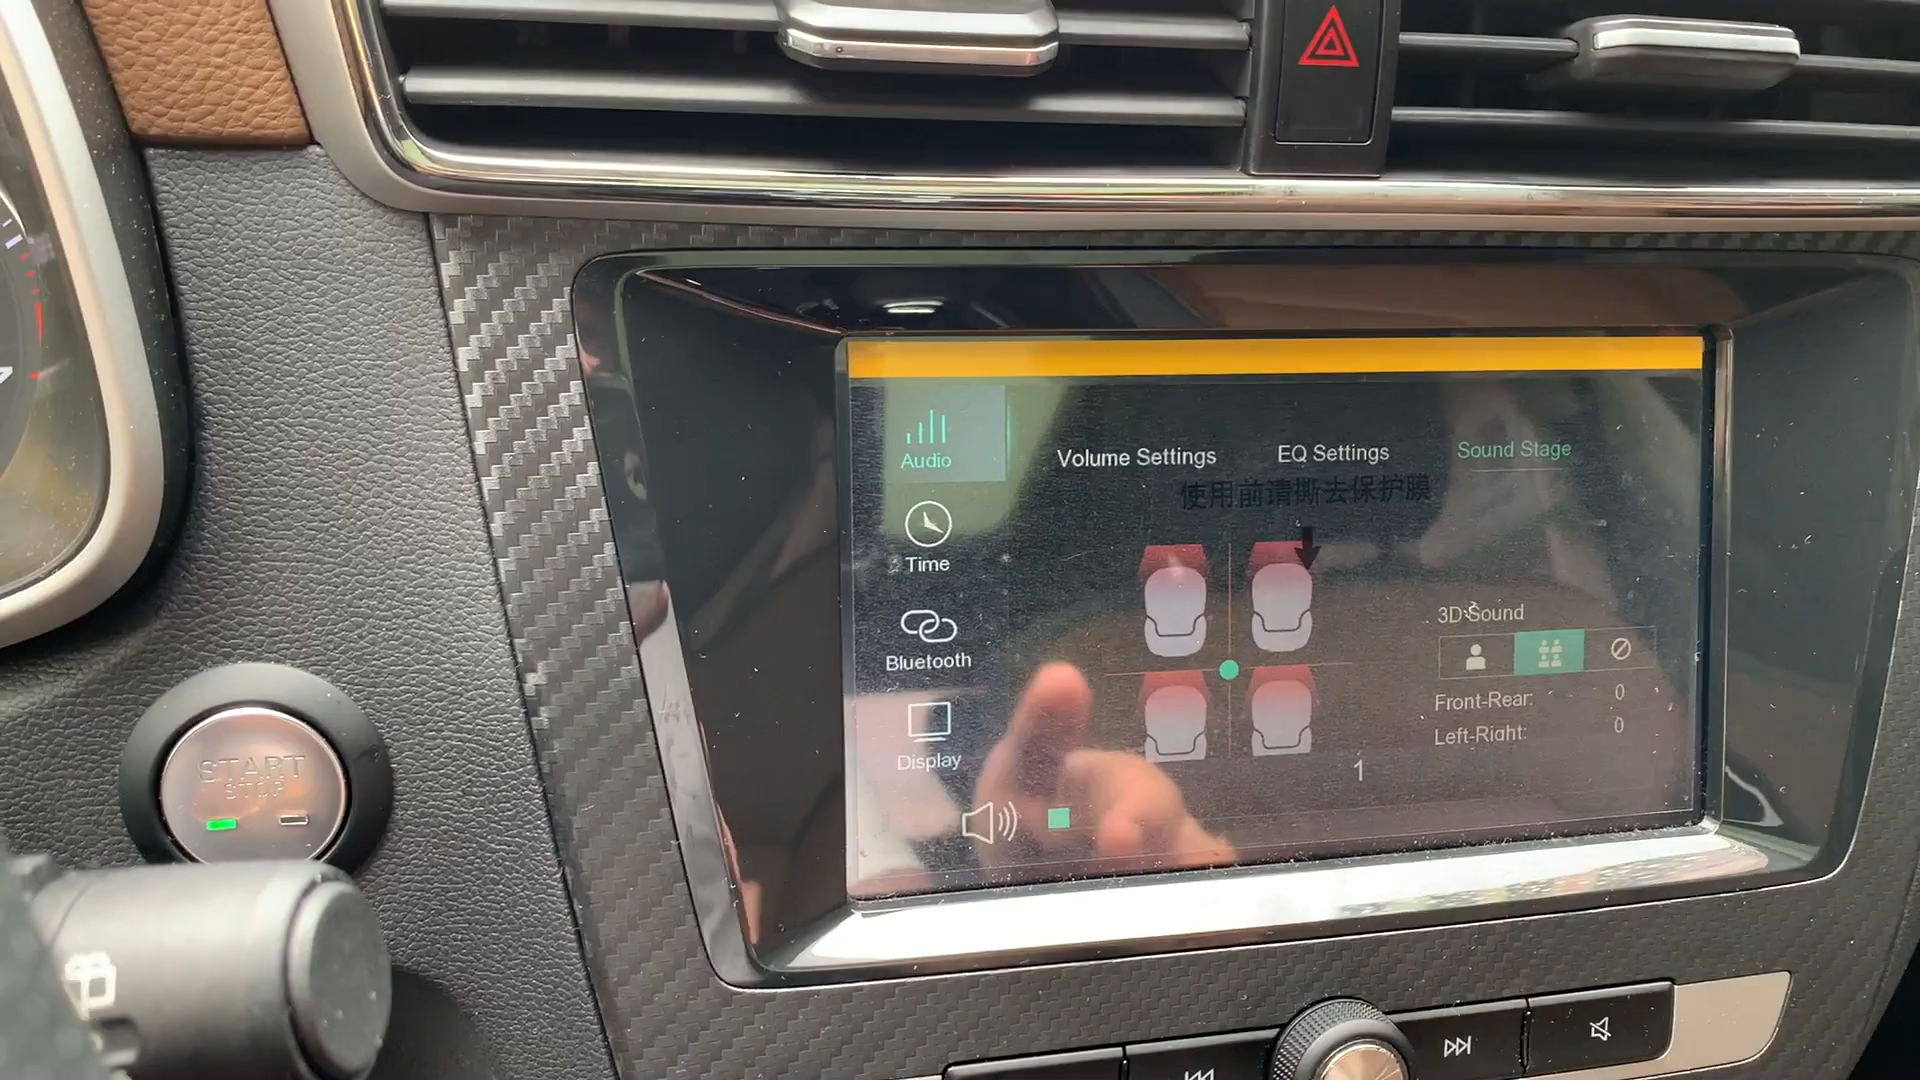 Audio
Volume Settings
EQ Settings
Sound Stage
使用前请撕去保护膜
Time
3D Sound
Bluetooth
Front-Rear: 0
Left-Right: 0
Display
1
START
STOP